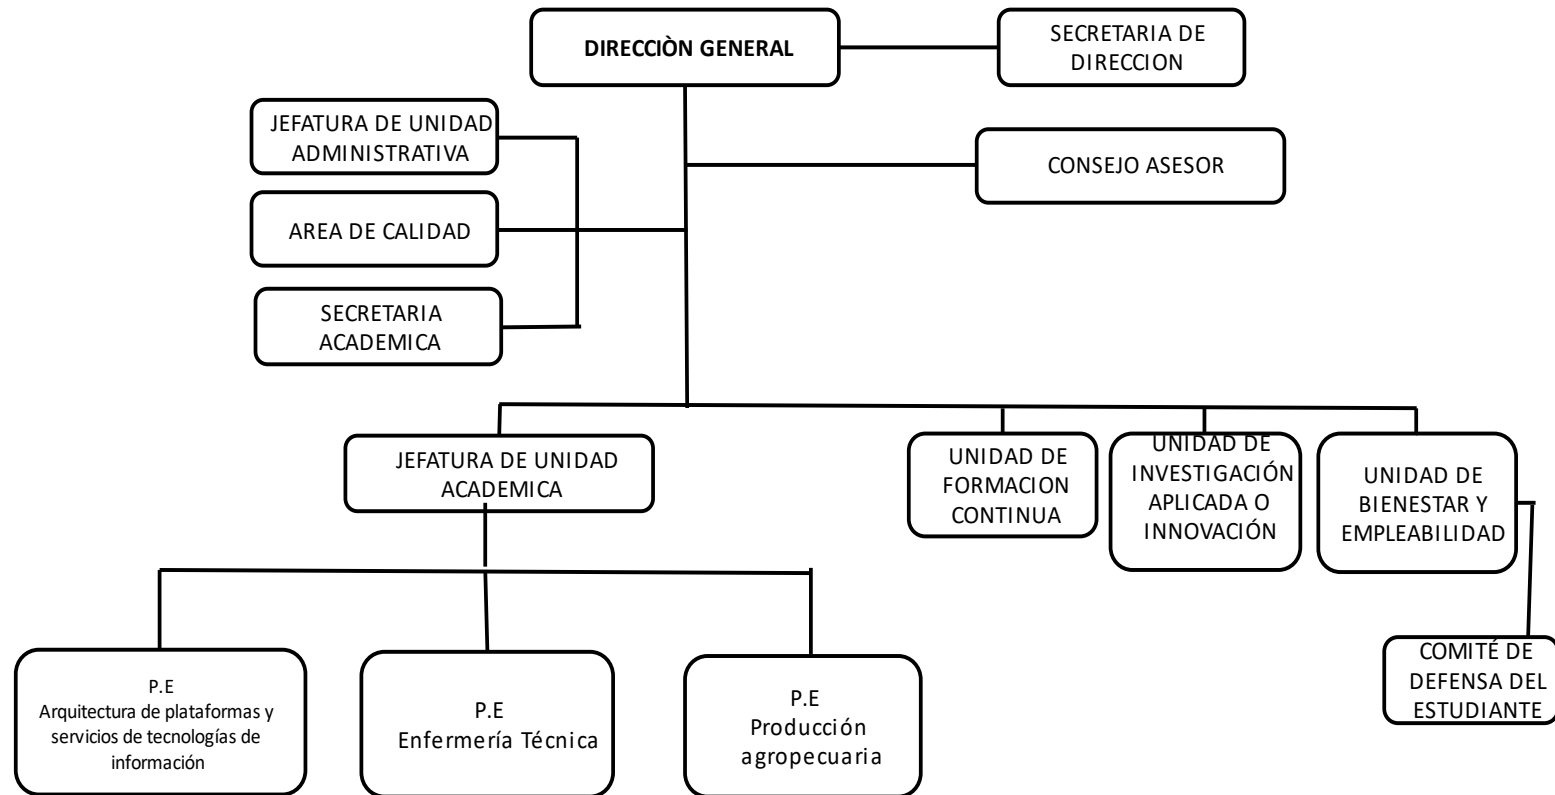 DIRECCIÒN GENERAL
SECRETARIA DE
DIRECCION
JEFATURA DE UNIDAD
ADMINISTRATIVA
CONSEJO ASESOR
AREA DE CALIDAD
SECRETARIA
ACADEMICA
JEFATURA DE UNIDAD
ACADEMICA
UNIDAD DE
FORMACION
CONTINUA
UNIDAD DE
INVESTIGACIÓN
APLICADA O
INNOVACIÓN
UNIDAD DE
BIENESTAR Y
EMPLEABILIDAD
COMITÉ DE
DEFENSA DEL
ESTUDIANTE
P.E
Arquitectura de plataformas y
servicios de tecnologías de
información
P.E
Enfermería Técnica
P.E
Producción
agropecuaria